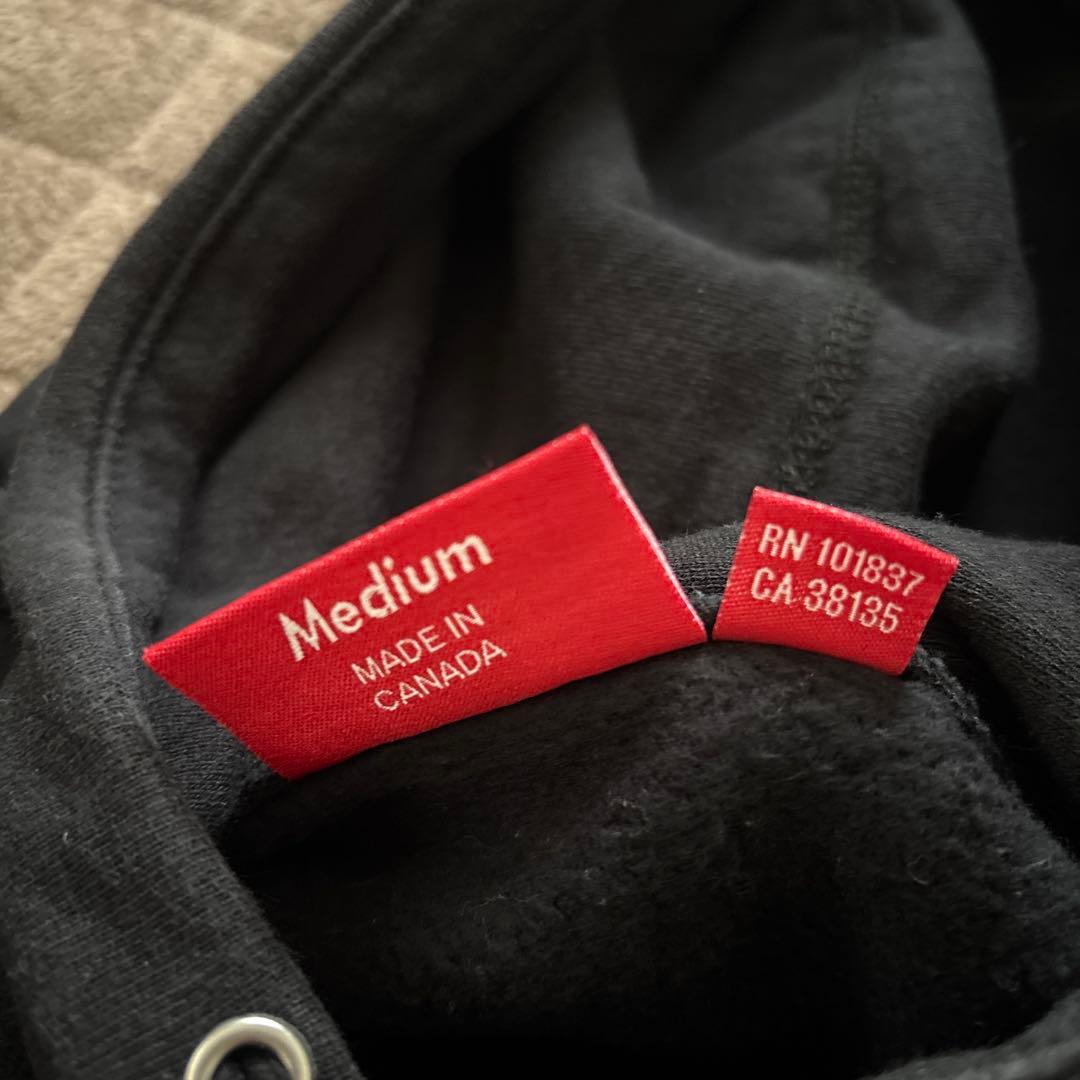 Medium
MADE IN
CANADA
RN 101837
CA 38135